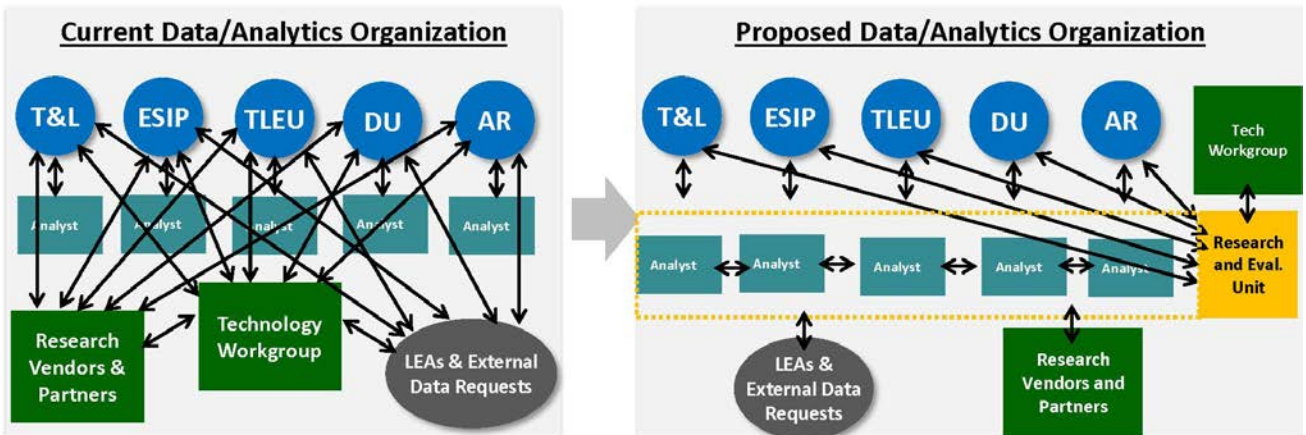 Current Data/Analytics Organization
T&L
ESIP
TLEU
DU
AR
Analyst
Analyst
Analyst
Analyst
Analyst
Research
Vendors &
Partners
Technology
Workgroup
LEAs & External
Data Requests
Proposed Data/Analytics Organization
T&L
ESIP
TLEU
DU
AR
Tech
Workgroup
Analyst
Analyst
Analyst
Analyst
Analyst
Research
and Eval.
Unit
LEAs &
External Data
Requests
Research
Vendors and
Partners